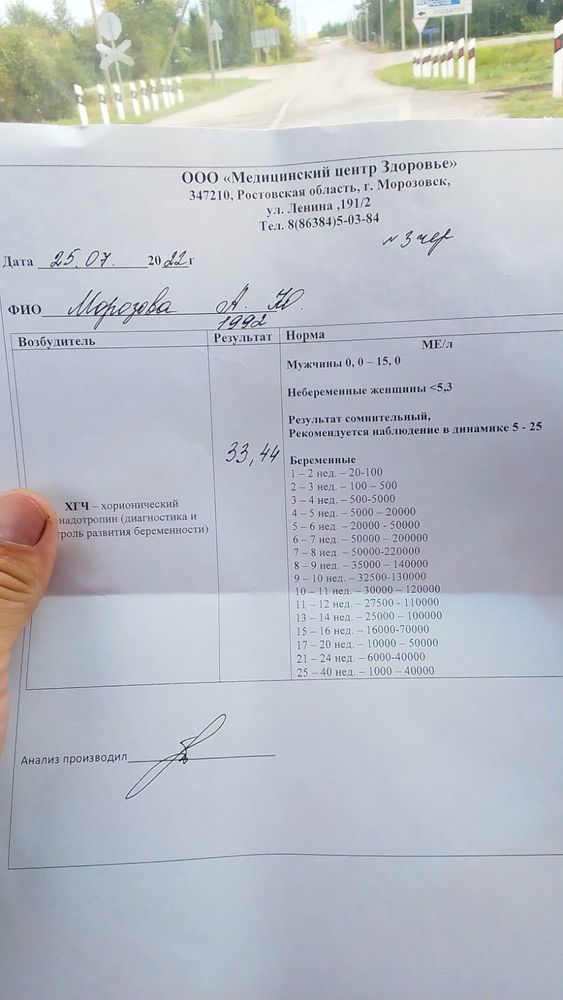 ООО «Медицинский центр Здоровье»
347210, Ростовская область, г. Морозовск,
ул. Ленина ,191/2
Тел. 8(86384)5-03-84
Дата 25.07. 2022г
ФИО Морозова А. Ю.
1992
Возбудитель Результат Норма
МЕ/л
Мужчины 0, 0 – 15, 0
Небеременные женщины <5,3
Результат сомнительный,
Рекомендуется наблюдение в динамике 5 - 25
33,44
Беременные
1 – 2 нед. – 20-100
2 – 3 нед. – 100 – 500
3 – 4 нед. – 500-5000
4 – 5 нед. – 5000 – 20000
5 – 6 нед. – 20000 - 50000
6 – 7 нед. – 50000 – 200000
7 – 8 нед. – 50000-220000
8 – 9 нед. – 35000 – 140000
9 – 10 нед. – 32500-130000
10 – 11 нед. – 30000 – 120000
11 – 12 нед. – 27500 - 110000
13 – 14 нед. – 25000 – 100000
15 – 16 нед. – 16000-70000
17 – 20 нед. – 10000 – 50000
21 – 24 нед. – 6000-40000
25 – 40 нед. – 1000 – 40000
ХГЧ – хорионический
надотропин (диагностика и
троль развития беременности)
Анализ производил